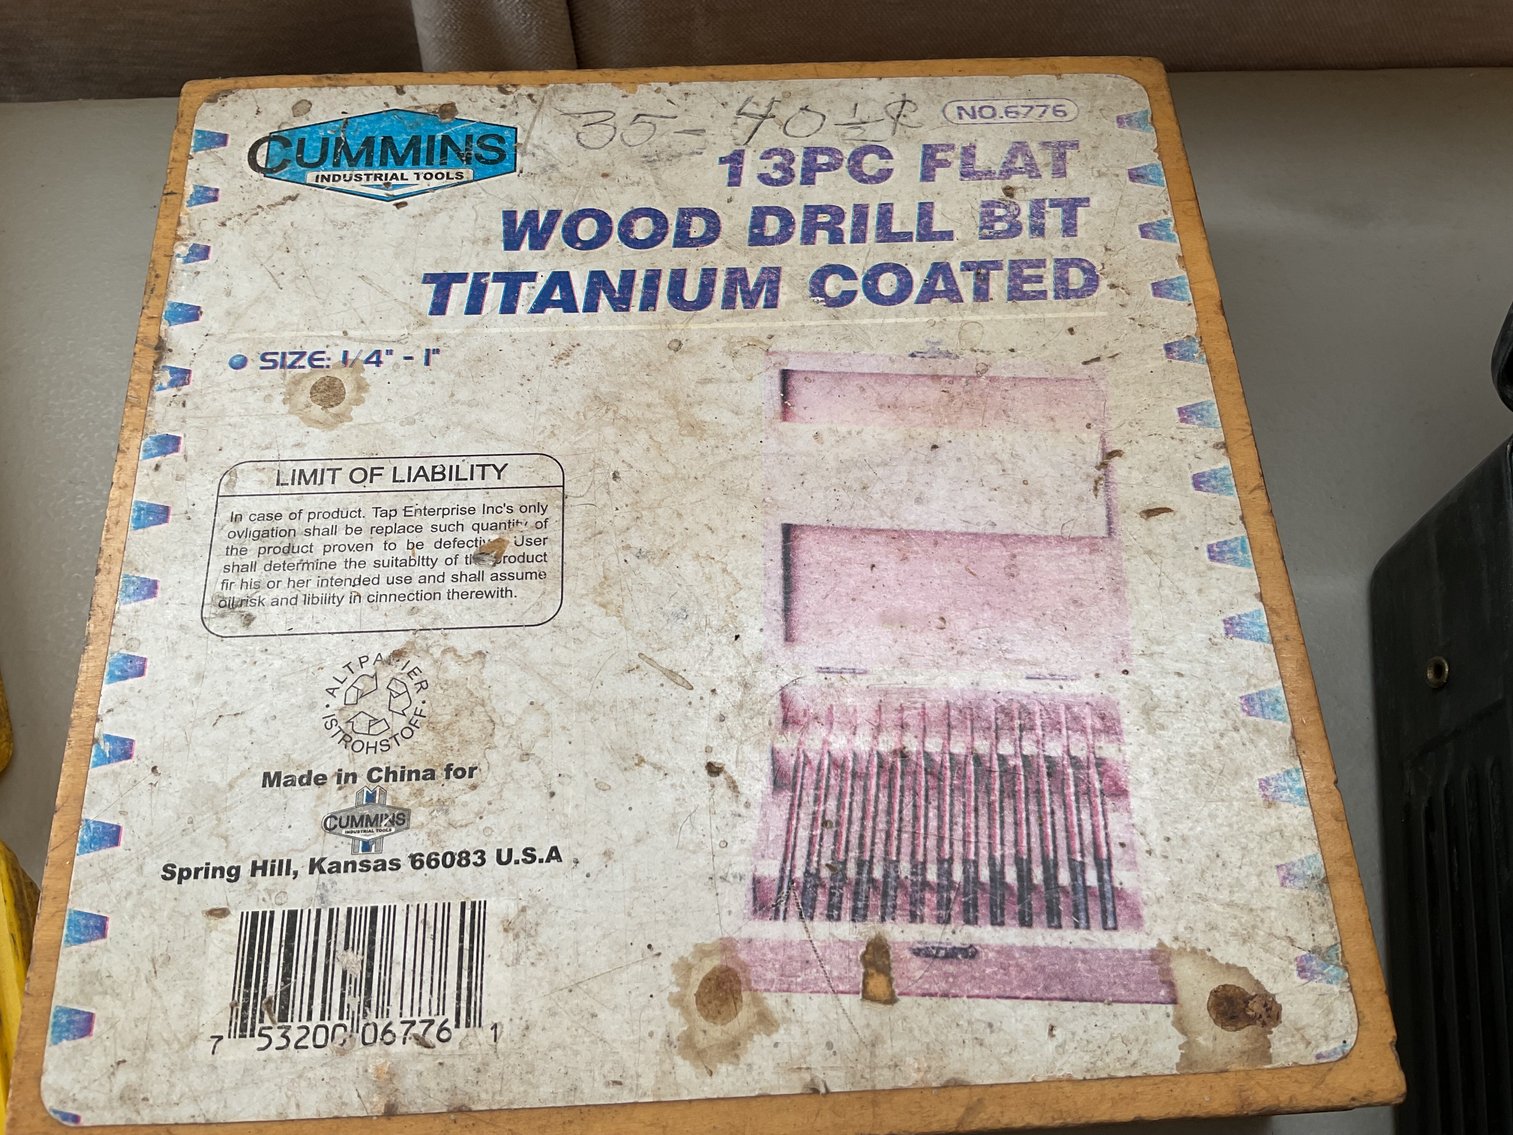 CUMMINS
INDUSTRIAL TOOLS
35- 40 1/2
NO.6776
13PC FLAT
WOOD DRILL BIT
TITANIUM COATED
SIZE: 1/4" - 1"
LIMIT OF LIABILITY
In case of product. Tap Enterprise Inc's only
ovligation shall be replace such quantity of
the product proven to be defective User
shall determine the suitabltty of the product
fir his or her intended use and shall assume
oil risk and libility in cinnection therewith.
ALTPAPIER
ISTROHSTOFF
Made in China for
CUMMINS
INDUSTRIAL TOOLS
Spring Hill, Kansas 66083 U.S.A
7 53200 06776 1